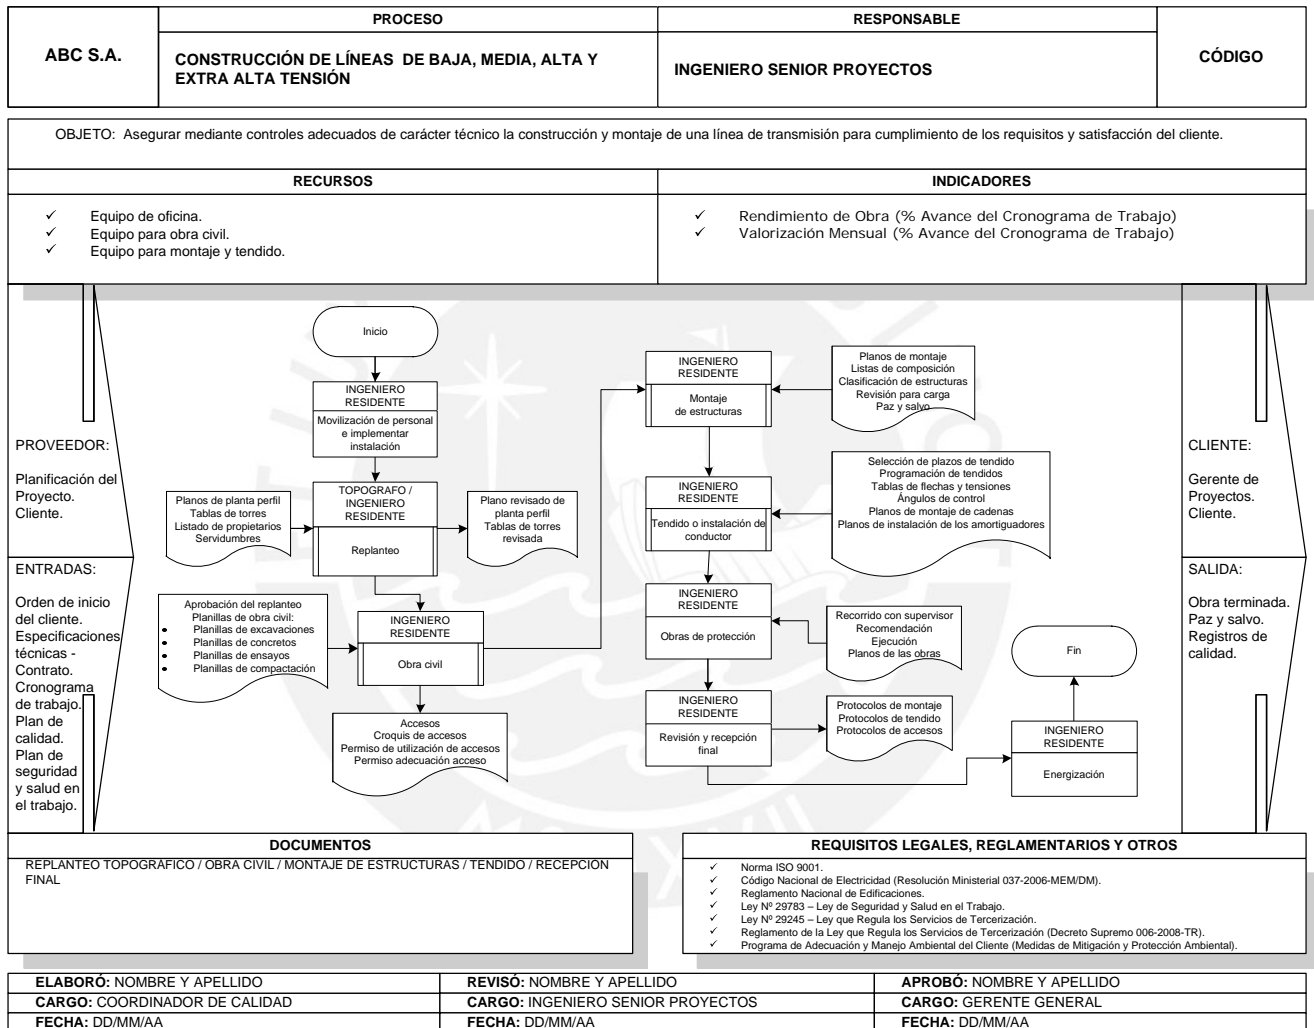 ABC S.A.
PROCESO
CONSTRUCCIÓN DE LÍNEAS DE BAJA, MEDIA, ALTA Y
EXTRA ALTA TENSIÓN
RESPONSABLE
INGENIERO SENIOR PROYECTOS
CÓDIGO
OBJETO: Asegurar mediante controles adecuados de carácter técnico la construcción y montaje de una línea de transmisión para cumplimiento de los requisitos y satisfacción del cliente.
RECURSOS
✓ Equipo de oficina.
✓ Equipo para obra civil.
✓ Equipo para montaje y tendido.
INDICADORES
✓ Rendimiento de Obra (% Avance del Cronograma de Trabajo)
✓ Valorización Mensual (% Avance del Cronograma de Trabajo)
PROVEEDOR:
Planificación del
Proyecto.
Cliente.
ENTRADAS:
Orden de inicio
del cliente.
Especificaciones
técnicas -
Contrato.
Cronograma
de trabajo.
Plan de
calidad.
Plan de
seguridad
y salud en
el trabajo.
Inicio
INGENIERO
RESIDENTE
Movilización de personal
e implementar
instalación
Planos de planta perfil
Tablas de torres
Listado de propietarios
Servidumbres
TOPOGRAFO /
INGENIERO
RESIDENTE
Replanteo
Plano revisado de
planta perfil
Tablas de torres
revisada
Aprobación del replanteo
Planillas de obra civil:
• Planillas de excavaciones
• Planillas de concretos
• Planillas de ensayos
• Planillas de compactación
INGENIERO
RESIDENTE
Obra civil
Accesos
Croquis de accesos
Permiso de utilización de accesos
Permiso adecuación acceso
INGENIERO
RESIDENTE
Montaje
de estructuras
Planos de montaje
Listas de composición
Clasificación de estructuras
Revisión para carga
Paz y salvo
INGENIERO
RESIDENTE
Tendido o instalación de
conductor
Selección de plazos de tendido
Programación de tendidos
Tablas de flechas y tensiones
Ángulos de control
Planos de montaje de cadenas
Planos de instalación de los amortiguadores
INGENIERO
RESIDENTE
Obras de protección
Recorrido con supervisor
Recomendación
Ejecución
Planos de las obras
INGENIERO
RESIDENTE
Revisión y recepción
final
Protocolos de montaje
Protocolos de tendido
Protocolos de accesos
INGENIERO
RESIDENTE
Energización
Fin
CLIENTE:
Gerente de
Proyectos.
Cliente.
SALIDA:
Obra terminada.
Paz y salvo.
Registros de
calidad.
DOCUMENTOS
REPLANTEO TOPOGRÁFICO / OBRA CIVIL / MONTAJE DE ESTRUCTURAS / TENDIDO / RECEPCIÓN
FINAL
REQUISITOS LEGALES, REGLAMENTARIOS Y OTROS
✓ Norma ISO 9001.
✓ Código Nacional de Electricidad (Resolución Ministerial 037-2006-MEM/DM).
✓ Reglamento Nacional de Edificaciones.
✓ Ley Nº 29783 – Ley de Seguridad y Salud en el Trabajo.
✓ Ley Nº 29245 – Ley que Regula los Servicios de Tercerización.
✓ Reglamento de la Ley que Regula los Servicios de Tercerización (Decreto Supremo 006-2008-TR).
✓ Programa de Adecuación y Manejo Ambiental del Cliente (Medidas de Mitigación y Protección Ambiental).
ELABORÓ: NOMBRE Y APELLIDO
REVISÓ: NOMBRE Y APELLIDO
APROBÓ: NOMBRE Y APELLIDO
CARGO: COORDINADOR DE CALIDAD
CARGO: INGENIERO SENIOR PROYECTOS
CARGO: GERENTE GENERAL
FECHA: DD/MM/AA
FECHA: DD/MM/AA
FECHA: DD/MM/AA